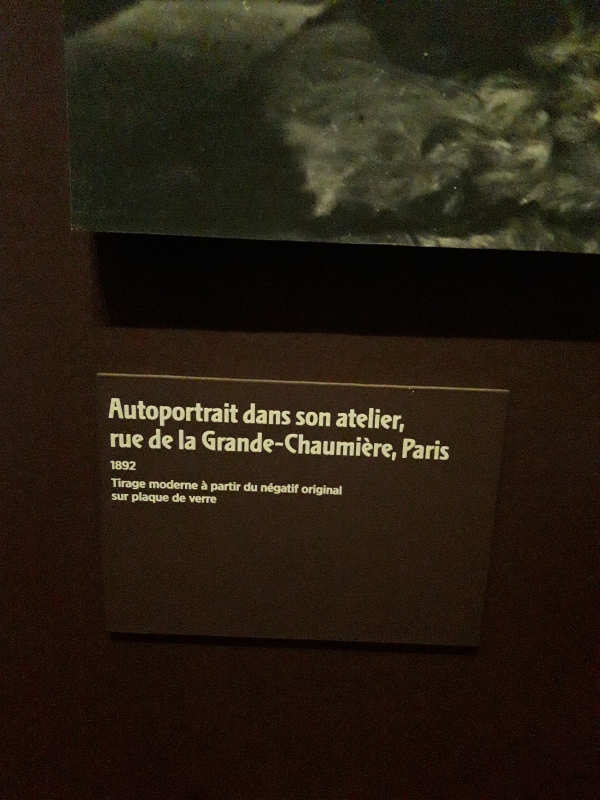 Autoportrait dans son atelier,
rue de la Grande-Chaumière, Paris
1892
Tirage moderne à partir du négatif original
sur plaque de verre